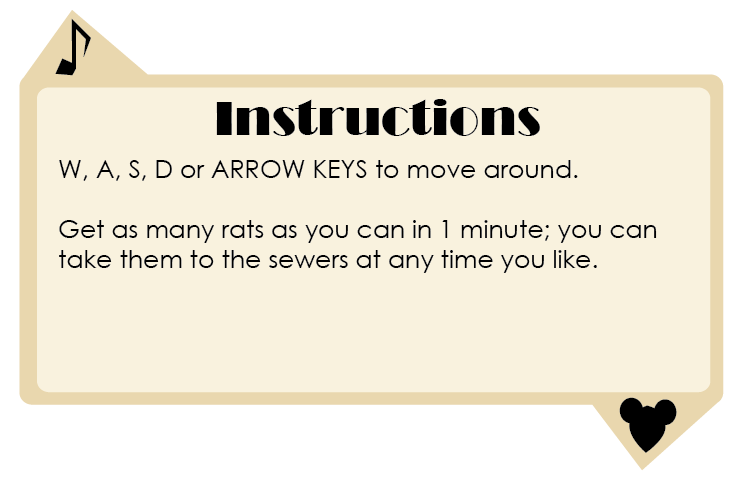 Instructions
W, A, S, D or ARROW KEYS to move around.
Get as many rats as you can in 1 minute; you can
take them to the sewers at any time you like.